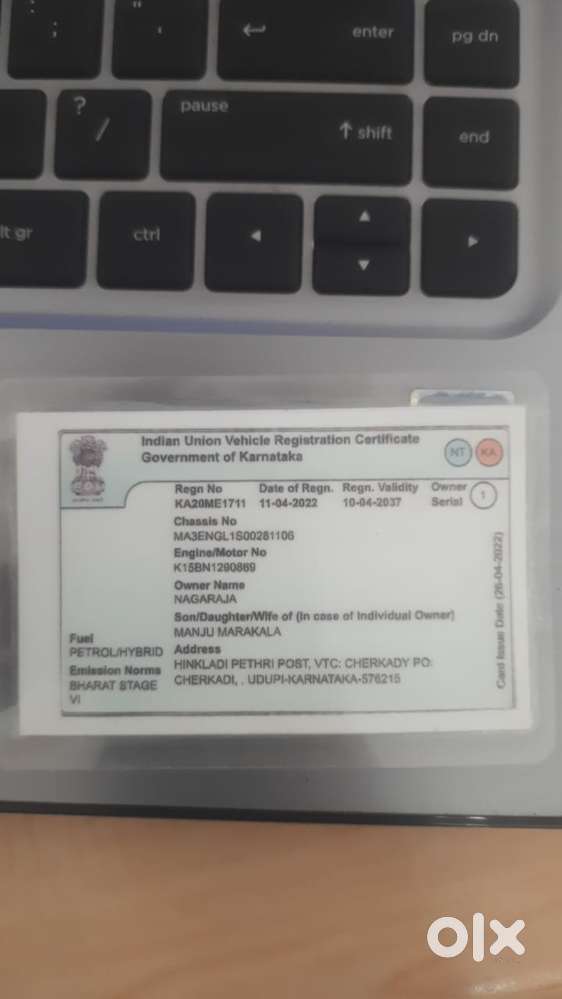 : ;
" '
enter
pg dn
? /
pause
shift
end
lt gr
ctrl
Indian Union Vehicle Registration Certificate
Government of Karnataka
NT KA
Regn No Date of Regn. Regn. Validity Owner Serial 1
KA20ME1711 11-04-2022 10-04-2037
Chassis No
MA3ENGL1S00281106
Engine/Motor No
K15BN1290869
Owner Name
NAGARAJA
Son/Daughter/Wife of (In case of Individual Owner)
MANJU MARAKALA
Fuel
PETROL/HYBRID
Emission Norms
BHARAT STAGE
VI
Address
HINKLADI PETHRI POST, VTC: CHERKADY PO:
CHERKADI, . UDUPI-KARNATAKA-576215
Card Issue Date (26-04-2022)
olx